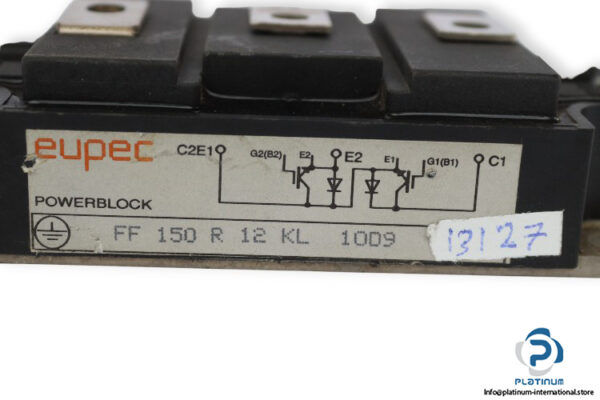 eupec
C2E1 G2(B2) E2 E2 E1 G1(B1) C1
POWERBLOCK
FF 150 R 12 KL 10D9
13127
PLATINUM
info@platinum-international.store